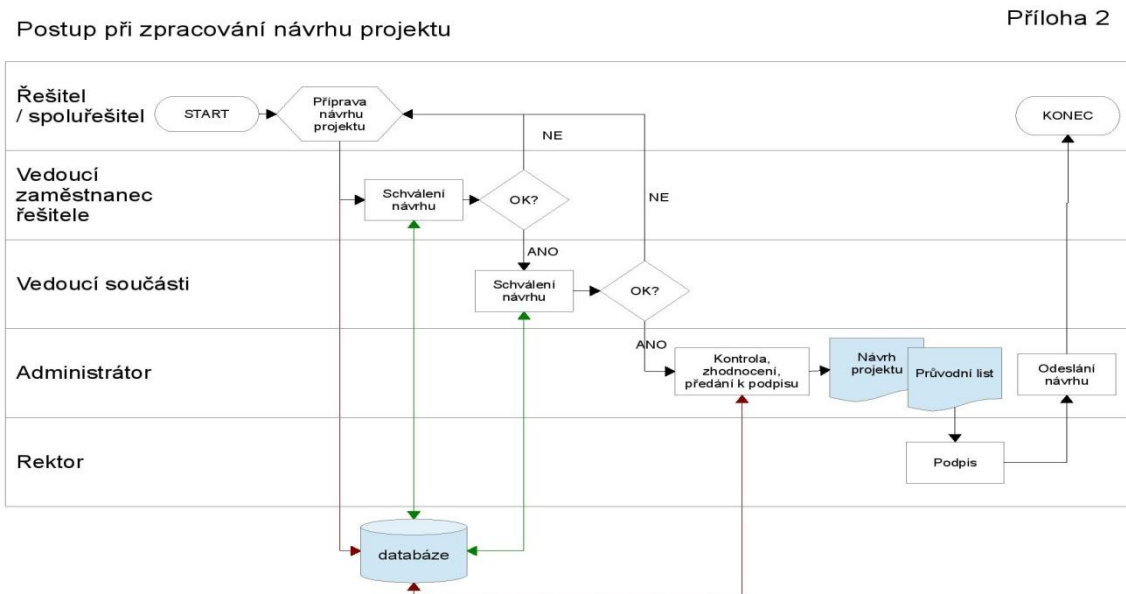 Příloha 2
Postup při zpracování návrhu projektu
Řešitel
/ spoluřešitel
START
Příprava
návrhu
projektu
NE
KONEC
Vedoucí
zaměstnanec
řešitele
Schválení
návrhu
OK?
NE
ANO
Vedoucí součásti
Schválení
návrhu
OK?
ANO
Administrátor
Kontrola,
zhodnocení,
předání k podpisu
Návrh
projektu
Průvodní list
Odeslání
návrhu
Rektor
Podpis
databáze